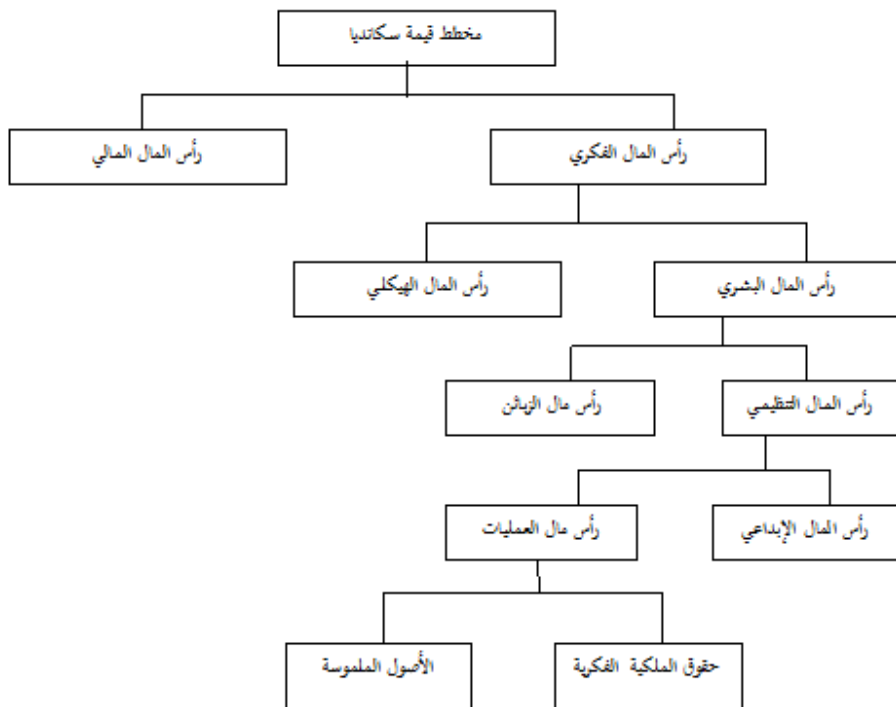 مخطط قيمة سكانديا
رأس المال الفكري
رأس المال المالي
رأس المال البشري
رأس المال الهيكلي
رأس المال التنظيمي
رأس مال الزبائن
رأس المال الإبداعي
رأس مال العمليات
حقوق الملكية الفكرية
الأصول الملموسة